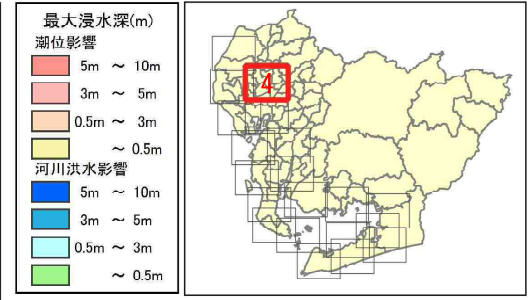 最大浸水深(m)
潮位影響
5m ～ 10m
3m ～ 5m
0.5m ～ 3m
～ 0.5m
河川洪水影響
5m ～ 10m
3m ～ 5m
0.5m ～ 3m
～ 0.5m
4